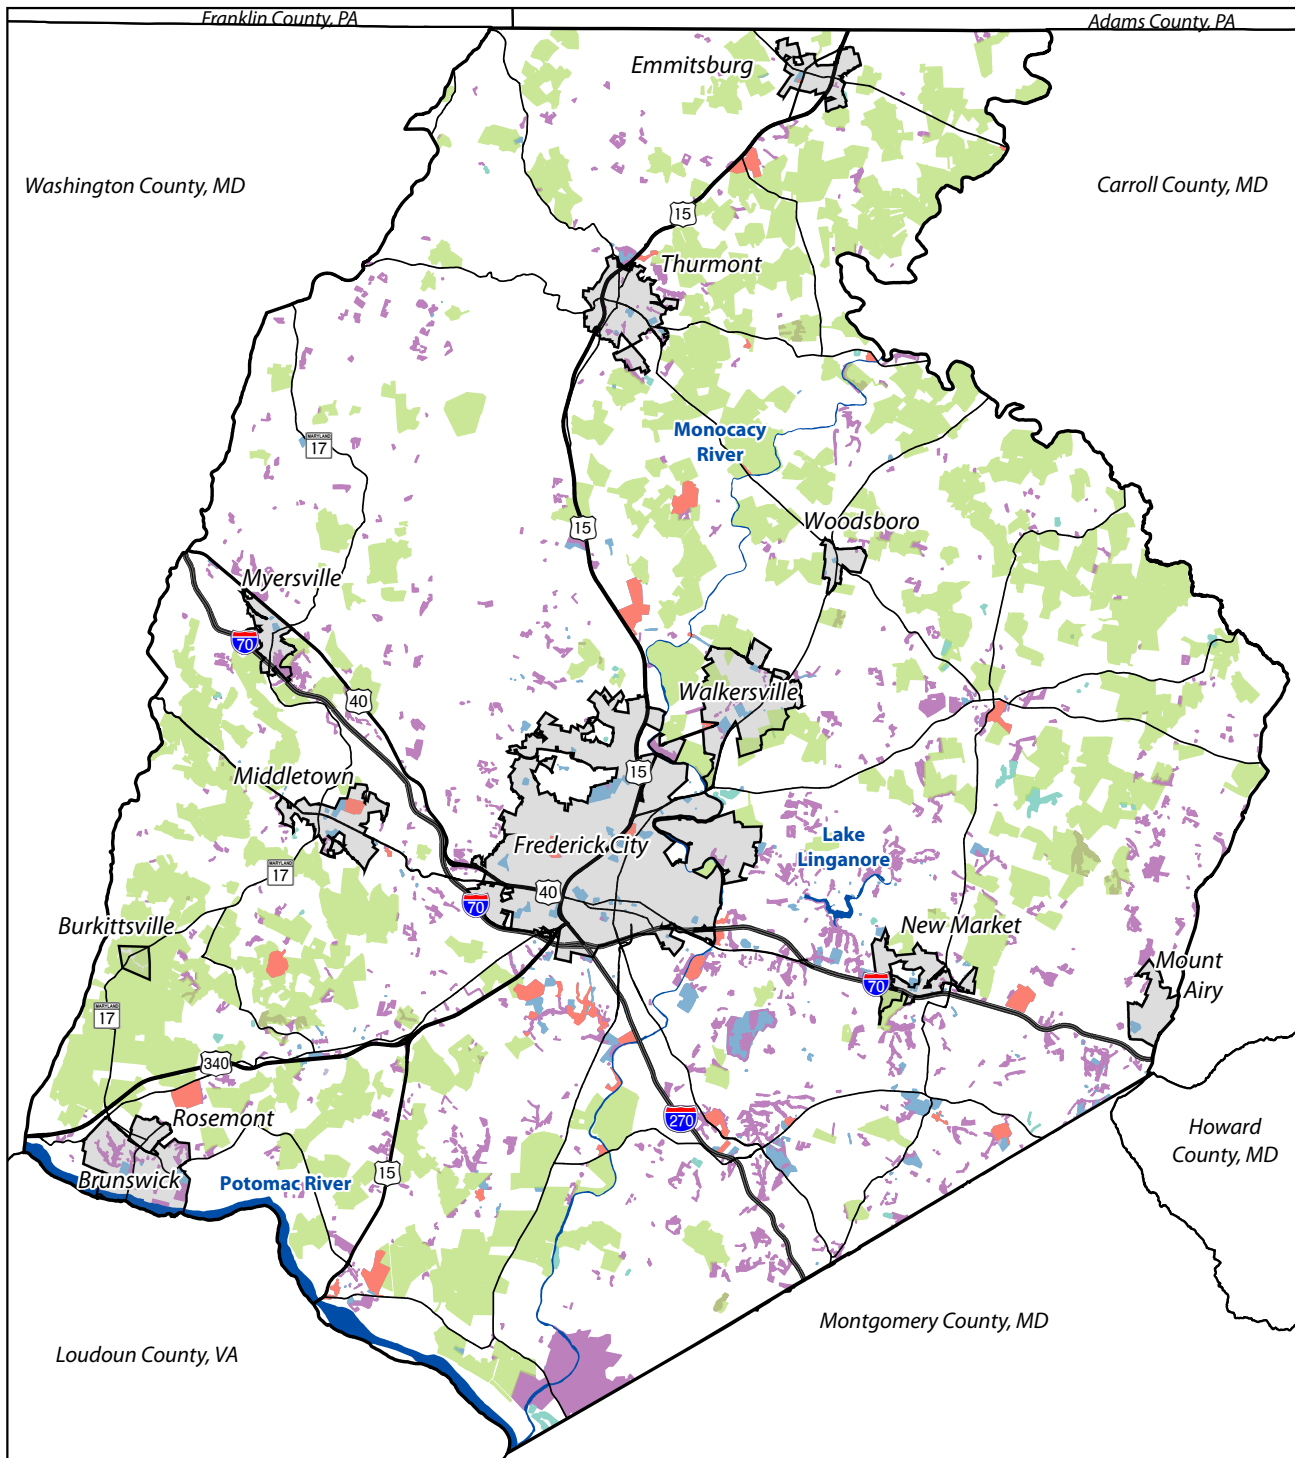 Franklin County, PA
Adams County, PA
Emmitsburg
Washington County, MD
Carroll County, MD
15
Thurmont
MARYLAND
17
Monocacy
River
Woodsboro
15
Myersville
70
40
Walkersville
Middletown
15
Lake
Linganore
Frederick City
MARYLAND
17
40
70
Burkittsville
New Market
Mount
Airy
70
MARYLAND
17
340
Rosemont
270
Howard
County, MD
Brunswick
Potomac River
15
Montgomery County, MD
Loudoun County, VA